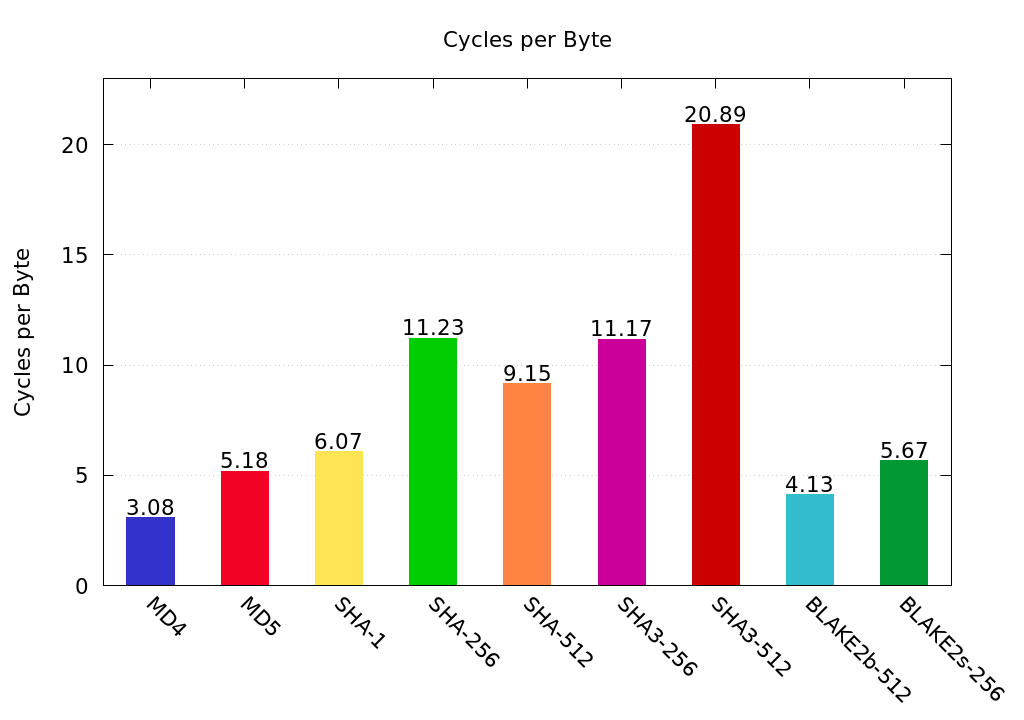 Cycles per Byte
Cycles per Byte
20
15
10
5
0
3.08
5.18
6.07
11.23
9.15
11.17
20.89
4.13
5.67
MD4
MD5
SHA-1
SHA-256
SHA-512
SHA3-256
SHA3-512
BLAKE2b-512
BLAKE2s-256